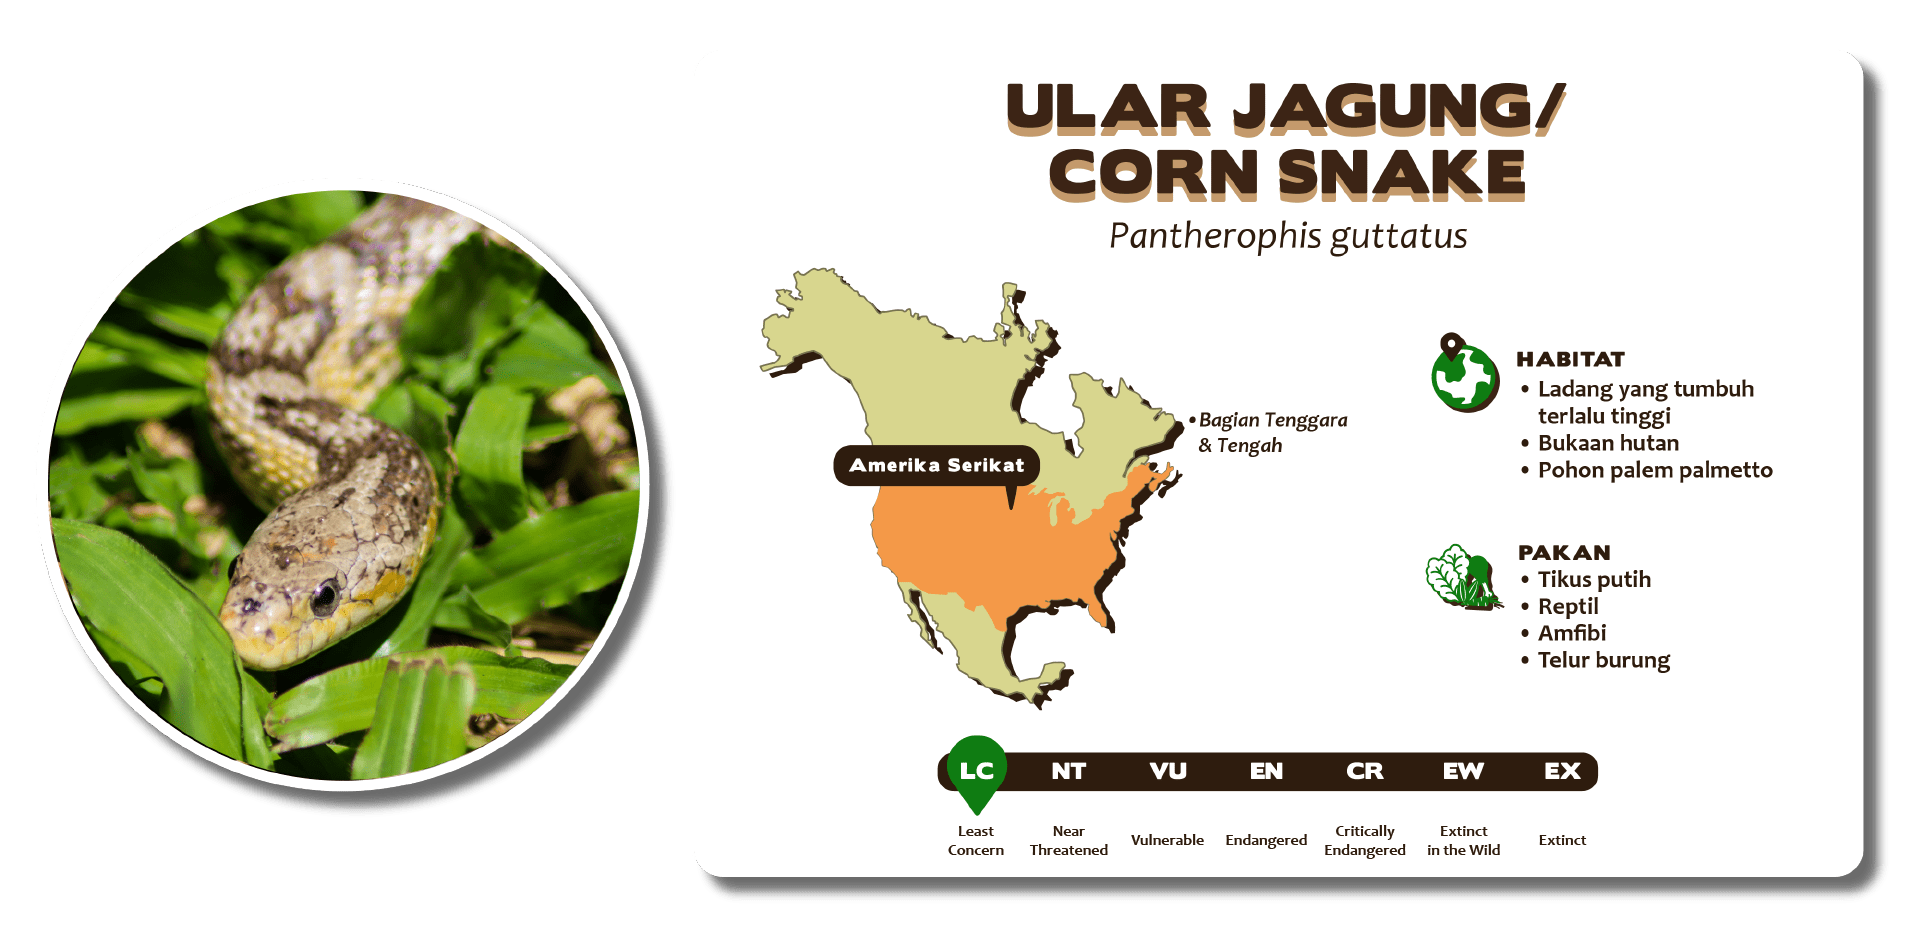 ULAR JAGUNG/
CORN SNAKE
Pantherophis guttatus
• Bagian Tenggara
& Tengah
Amerika Serikat
HABITAT
• Ladang yang tumbuh
terlalu tinggi
• Bukaan hutan
• Pohon palem palmetto
PAKAN
• Tikus putih
• Reptil
• Amfibi
• Telur burung
LC NT VU EN CR EW EX
Least Concern
Near Threatened
Vulnerable
Endangered
Critically Endangered
Extinct in the Wild
Extinct